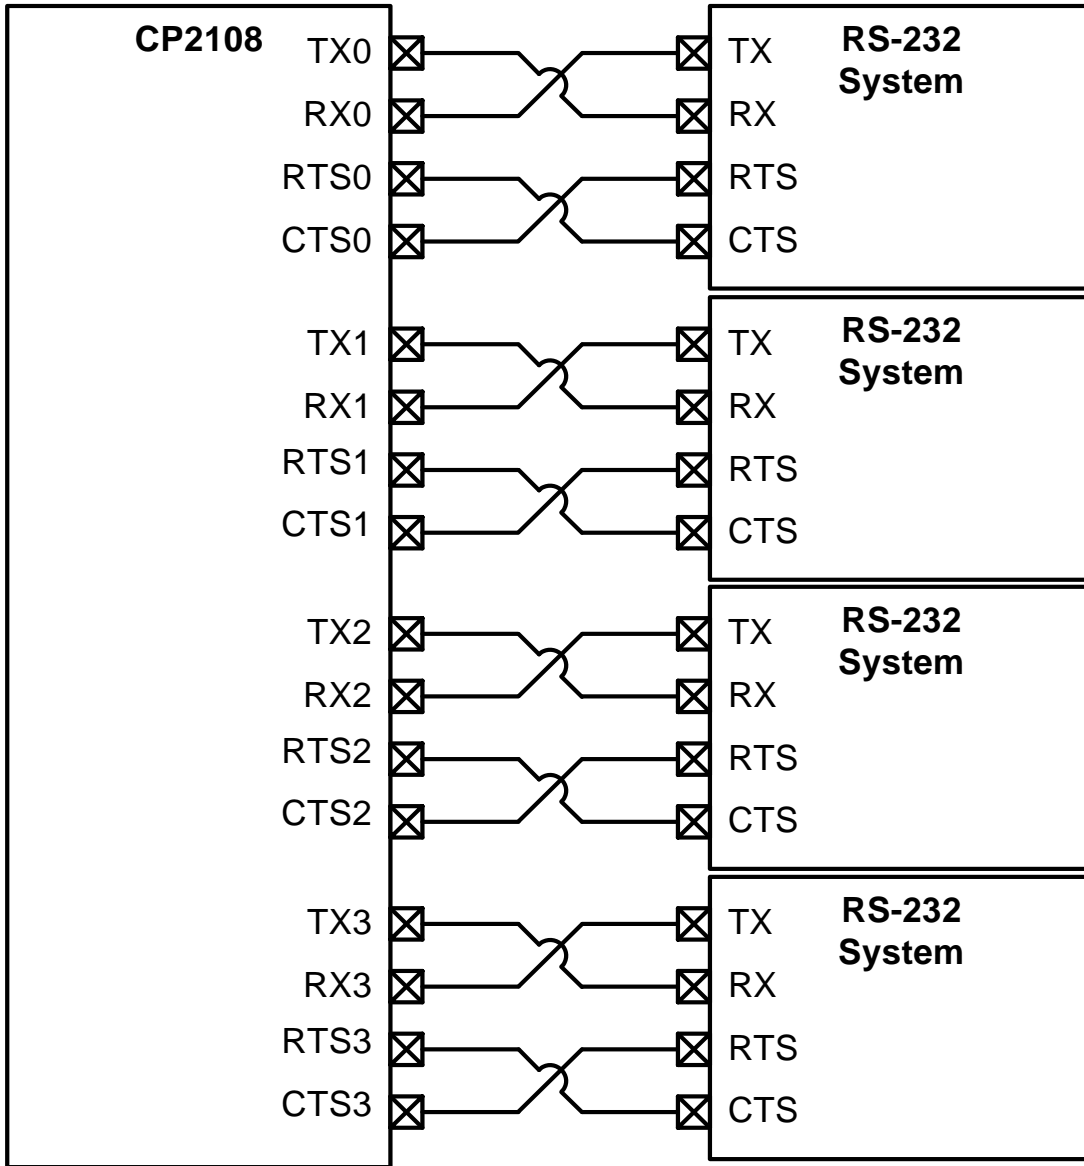 CP2108
TX0
RX0
RTS0
CTS0
TX1
RX1
RTS1
CTS1
TX2
RX2
RTS2
CTS2
TX3
RX3
RTS3
CTS3
RS-232
System
TX
RX
RTS
CTS
RS-232
System
TX
RX
RTS
CTS
RS-232
System
TX
RX
RTS
CTS
RS-232
System
TX
RX
RTS
CTS